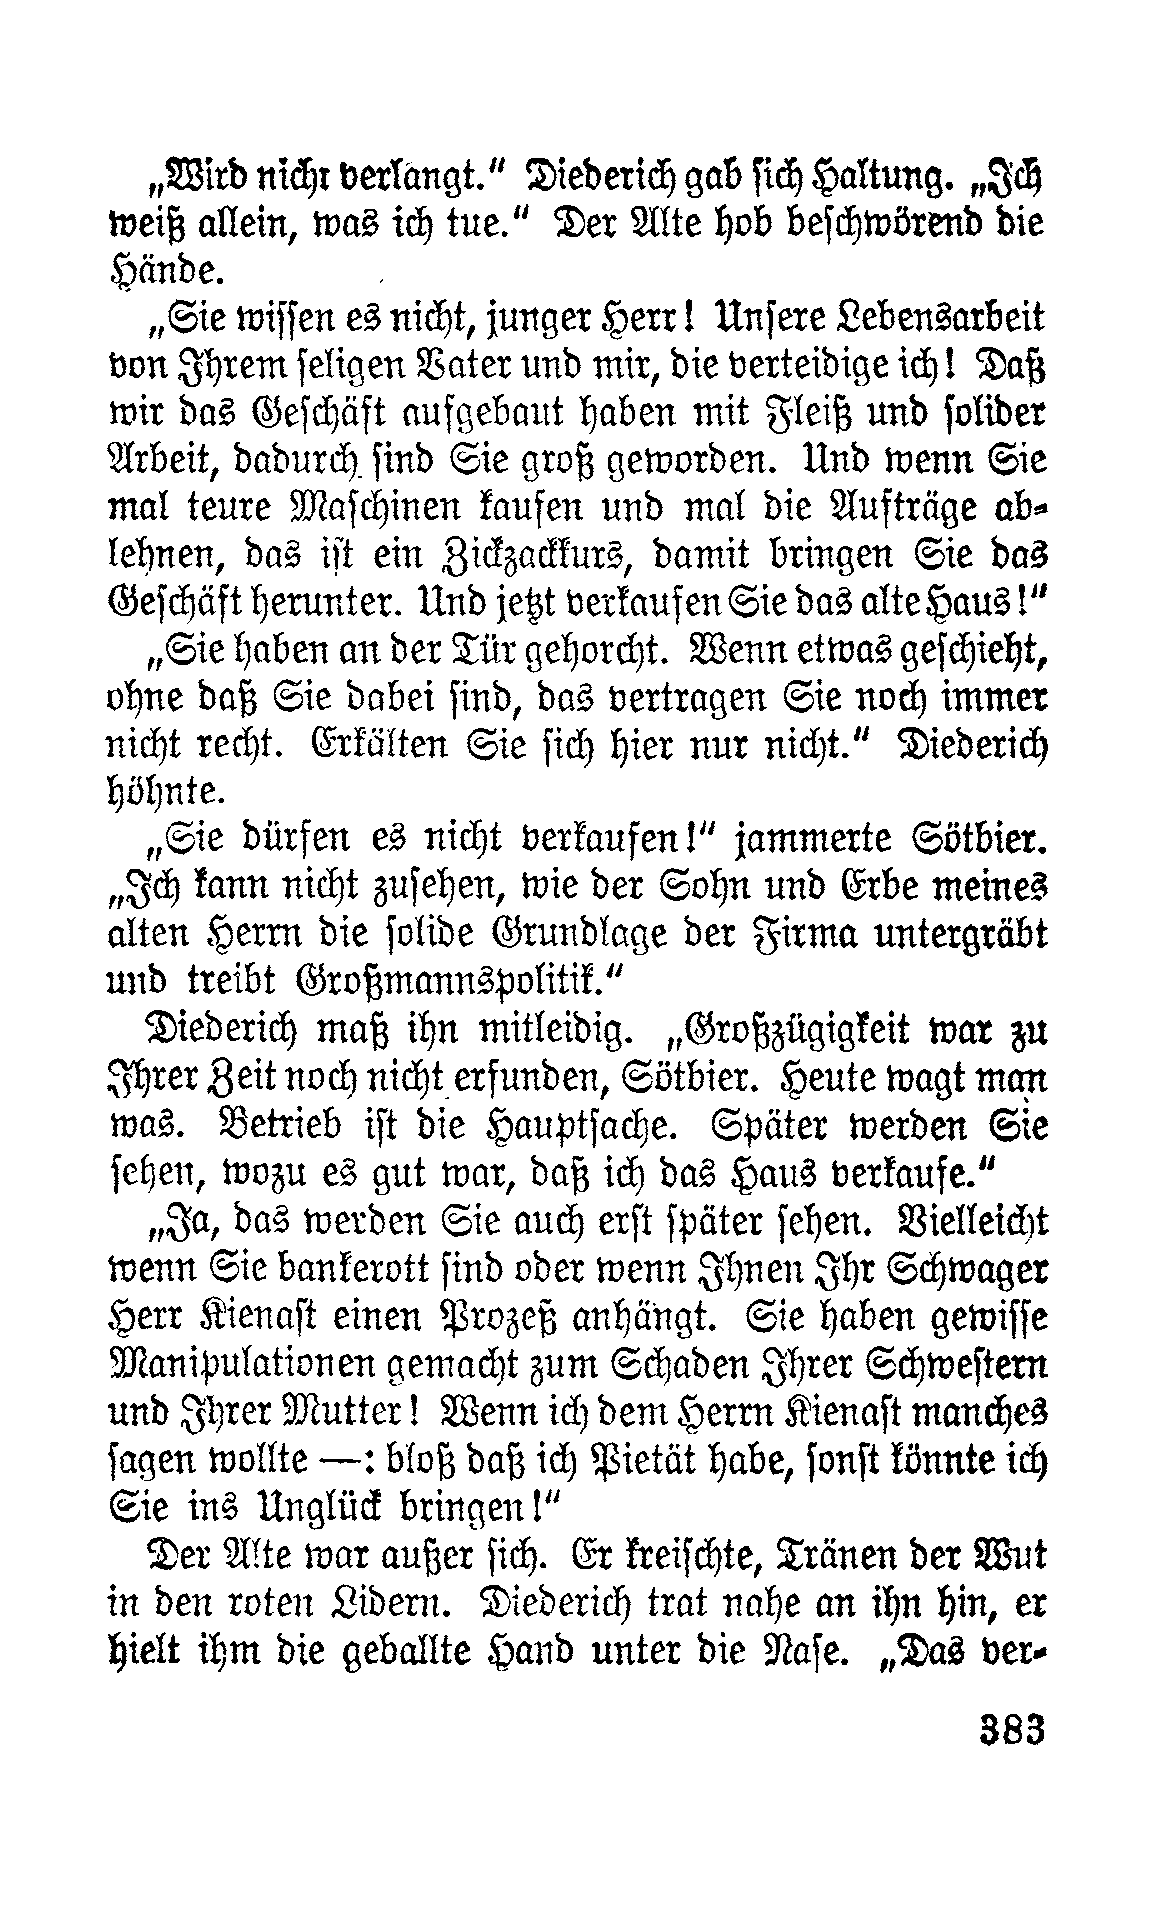 „Wird nicht verlangt.“ Diederich gab sich Haltung. „Ich
weiß allein, was ich tue.“ Der Alte hob beschwörend die
Hände.
„Sie wissen es nicht, junger Herr! Unsere Lebensarbeit
von Ihrem seligen Vater und mir, die verteidige ich! Daß
wir das Geschäft aufgebaut haben mit Fleiß und solider
Arbeit, dadurch sind Sie groß geworden. Und wenn Sie
mal teure Maschinen kaufen und mal die Aufträge ab-
lehnen, das ist ein Zickzackkurs, damit bringen Sie das
Geschäft herunter. Und jetzt verkaufen Sie das alte Haus!“
„Sie haben an der Tür gehorcht. Wenn etwas geschieht,
ohne daß Sie dabei sind, das vertragen Sie noch immer
nicht recht. Erkälten Sie sich hier nur nicht.“ Diederich
höhnte.
„Sie dürfen es nicht verkaufen!“ jammerte Sötbier.
„Ich kann nicht zusehen, wie der Sohn und Erbe meines
alten Herrn die solide Grundlage der Firma untergräbt
und treibt Großmannspolitik.“
Diederich maß ihn mitleidig. „Großzügigkeit war zu
Ihrer Zeit noch nicht erfunden, Sötbier. Heute wagt man
was. Betrieb ist die Hauptsache. Später werden Sie
sehen, wozu es gut war, daß ich das Haus verkaufe.“
„Ja, das werden Sie auch erst später sehen. Vielleicht
wenn Sie bankerott sind oder wenn Ihnen Ihr Schwager
Herr Kienast einen Prozeß anhängt. Sie haben gewisse
Manipulationen gemacht zum Schaden Ihrer Schwestern
und Ihrer Mutter! Wenn ich dem Herrn Kienast manches
sagen wollte —: bloß daß ich Pietät habe, sonst könnte ich
Sie ins Unglück bringen!“
Der Alte war außer sich. Er kreischte, Tränen der Wut
in den roten Lidern. Diederich trat nahe an ihn hin, er
hielt ihm die geballte Hand unter die Nase. „Das ver-
383